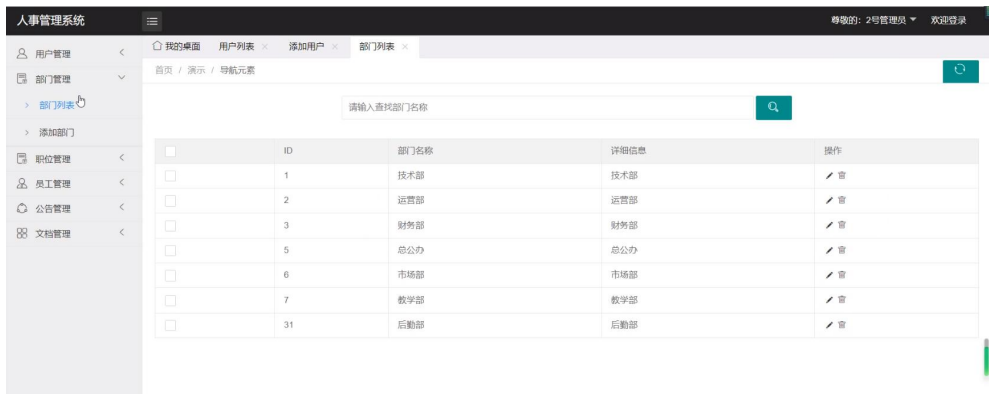 人事管理系统
尊敬的：2号管理员 欢迎登录
用户管理
部门管理
部门列表
添加部门
职位管理
员工管理
公告管理
文档管理
我的桌面 用户列表 添加用户 部门列表
首页 / 演示 / 导航元素
请输入查找部门名称
ID 部门名称 详细信息 操作
1 技术部 技术部
2 运营部 运营部
3 财务部 财务部
5 总公办 总公办
6 市场部 市场部
7 教学部 教学部
31 后勤部 后勤部